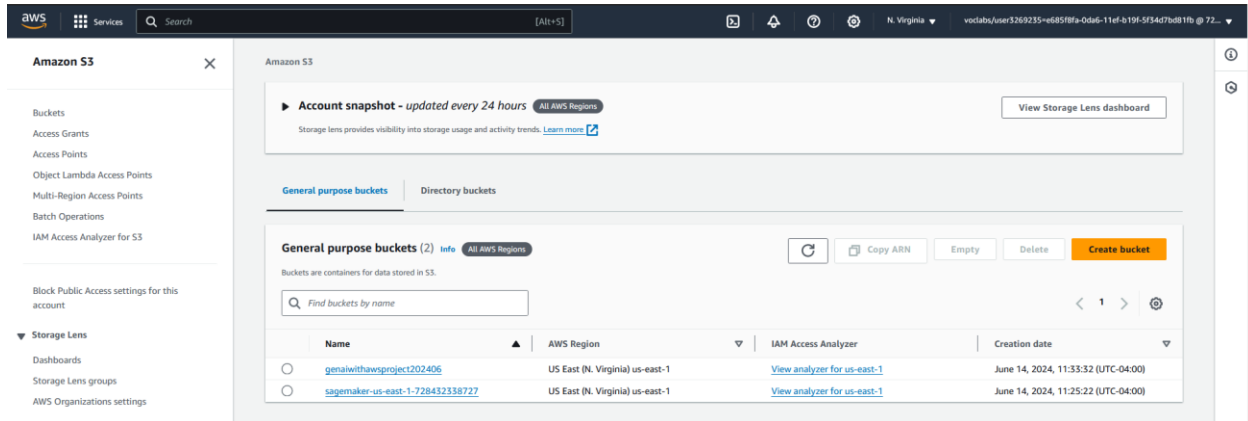 aws
Services
Search
[Alt+S]
N. Virginia
voclabs/user3269235=e685f8fa-0da6-11ef-b19f-5f34d7bd81fb @ 72...
Amazon S3
Buckets
Access Grants
Access Points
Object Lambda Access Points
Multi-Region Access Points
Batch Operations
IAM Access Analyzer for S3
Block Public Access settings for this
account
Storage Lens
Dashboards
Storage Lens groups
AWS Organizations settings
Amazon S3
Account snapshot - updated every 24 hours All AWS Regions
Storage lens provides visibility into storage usage and activity trends. Learn more
View Storage Lens dashboard
General purpose buckets Directory buckets
General purpose buckets (2) Info All AWS Regions
Buckets are containers for data stored in S3.
Copy ARN Empty Delete Create bucket
Find buckets by name
1
Name AWS Region IAM Access Analyzer Creation date
genaiwithawsproject202406 US East (N. Virginia) us-east-1 View analyzer for us-east-1 June 14, 2024, 11:33:32 (UTC-04:00)
sagemaker-us-east-1-728432338727 US East (N. Virginia) us-east-1 View analyzer for us-east-1 June 14, 2024, 11:25:22 (UTC-04:00)